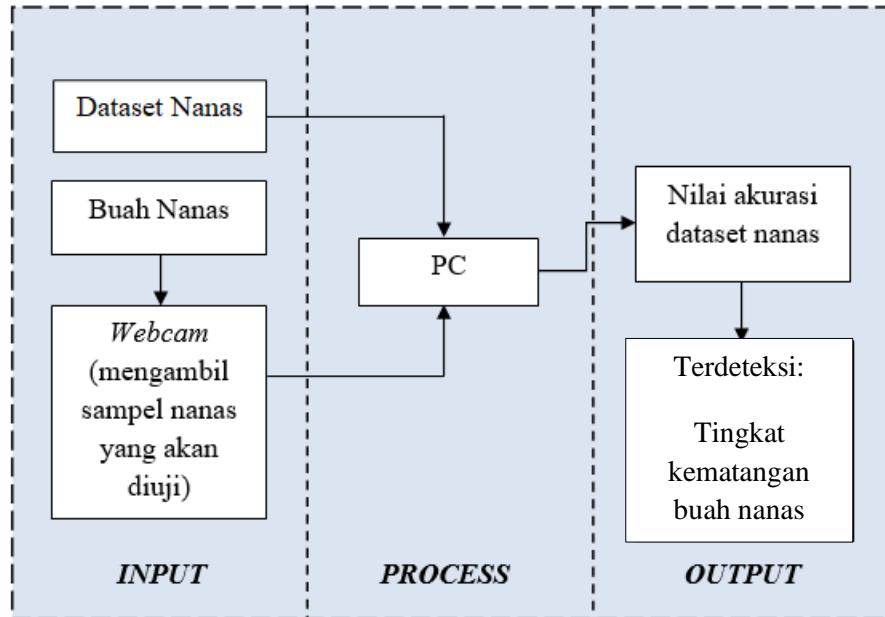 Dataset Nanas
Buah Nanas
Webcam
(mengambil
sampel nanas
yang akan
diuji)
INPUT
PC
PROCESS
Nilai akurasi
dataset nanas
Terdeteksi:
Tingkat
kematangan
buah nanas
OUTPUT